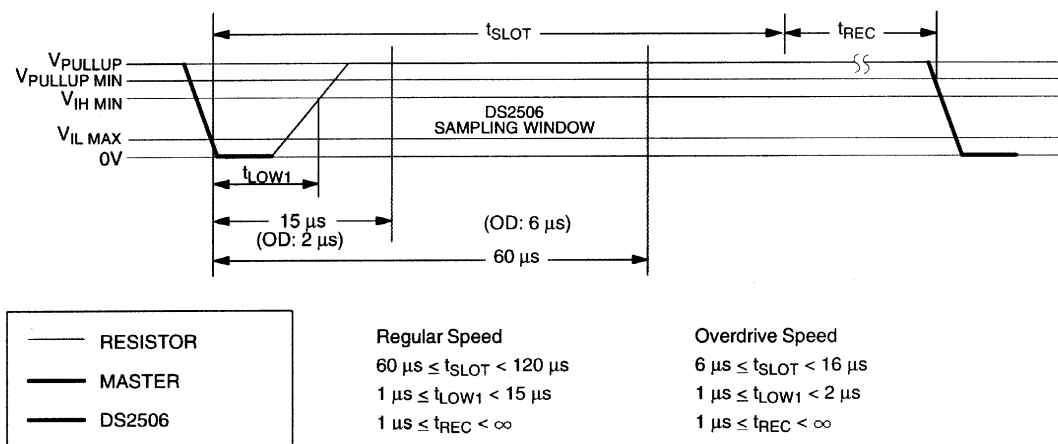 tSLOT tREC
VPULLUP
VPULLUP MIN
VIH MIN
DS2506
SAMPLING WINDOW
VIL MAX
0V
tLOW1
15 µs
(OD: 2 µs)
(OD: 6 µs)
60 µs
RESISTOR
MASTER
DS2506
Regular Speed
60 µs ≤ tSLOT < 120 µs
1 µs ≤ tLOW1 < 15 µs
1 µs ≤ tREC < ∞
Overdrive Speed
6 µs ≤ tSLOT < 16 µs
1 µs ≤ tLOW1 < 2 µs
1 µs ≤ tREC < ∞